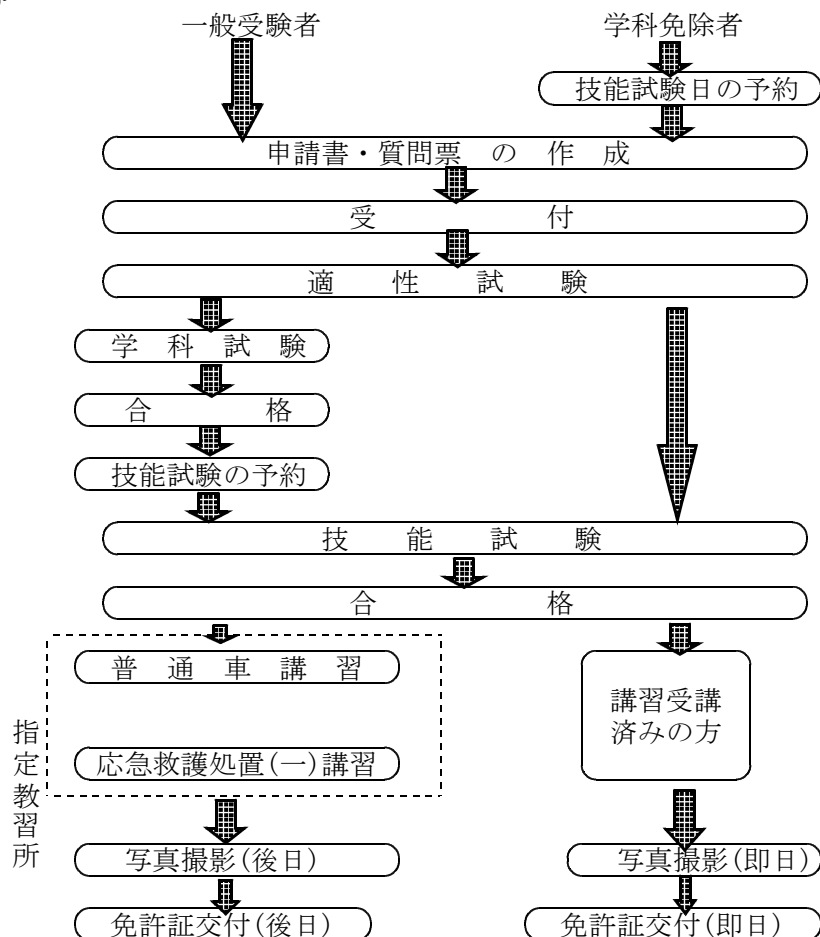 一般受験者
学科免除者
技能試験日の予約
申請書・質問票 の 作 成
受 付
適 性 試 験
学 科 試 験
合 格
技能試験の予約
技 能 試 験
合 格
普 通 車 講 習
講習受講
済みの方
応急救護処置(一)講習
指定教習所
写真撮影(後日)
写真撮影(即日)
免許証交付(後日)
免許証交付(即日)